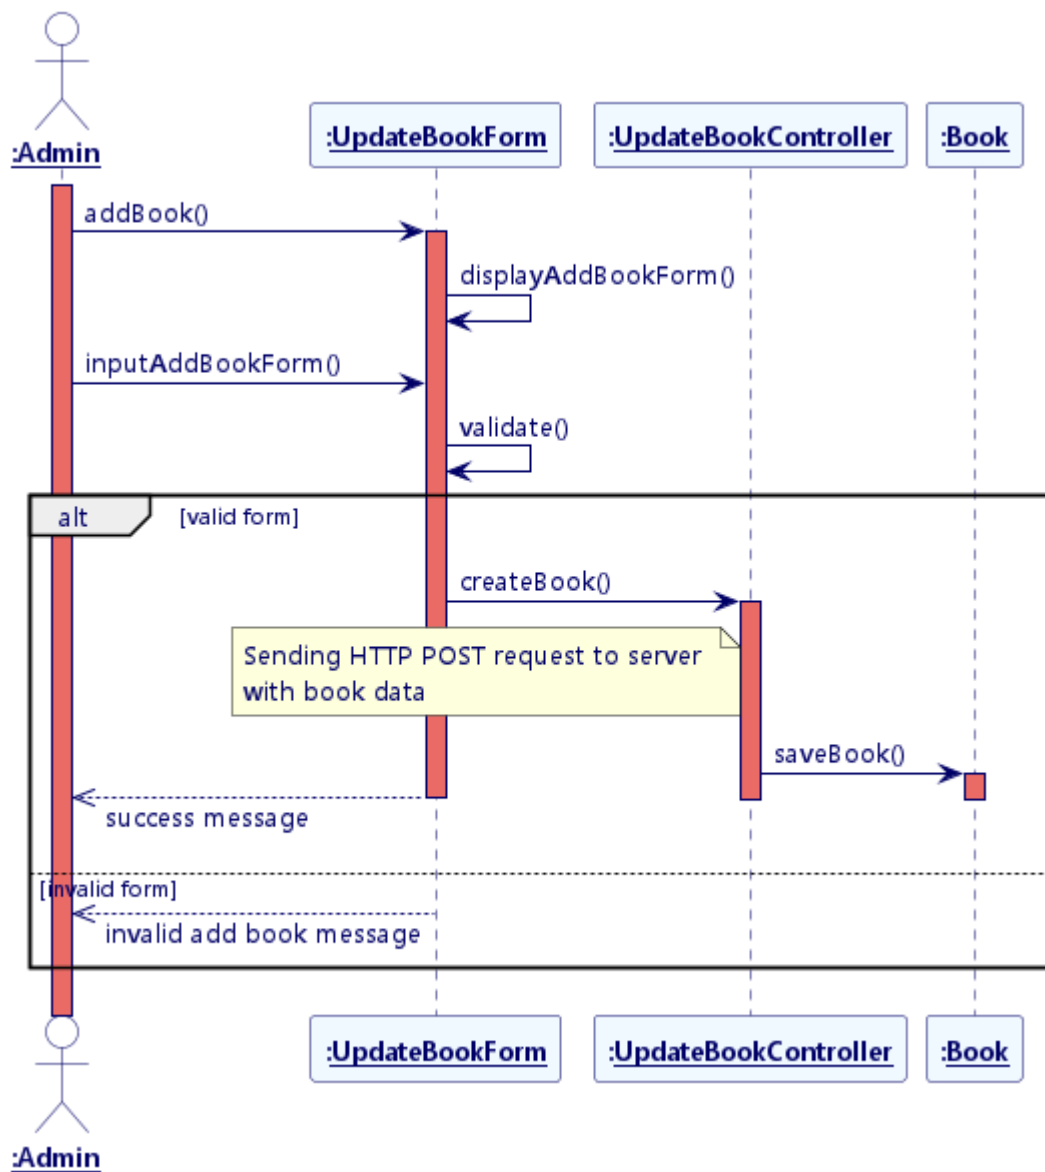 :Admin
:UpdateBookForm
:UpdateBookController
:Book
addBook()
displayAddBookForm()
inputAddBookForm()
validate()
alt
[valid form]
createBook()
Sending HTTP POST request to server
with book data
saveBook()
success message
[invalid form]
invalid add book message
:UpdateBookForm
:UpdateBookController
:Book
:Admin